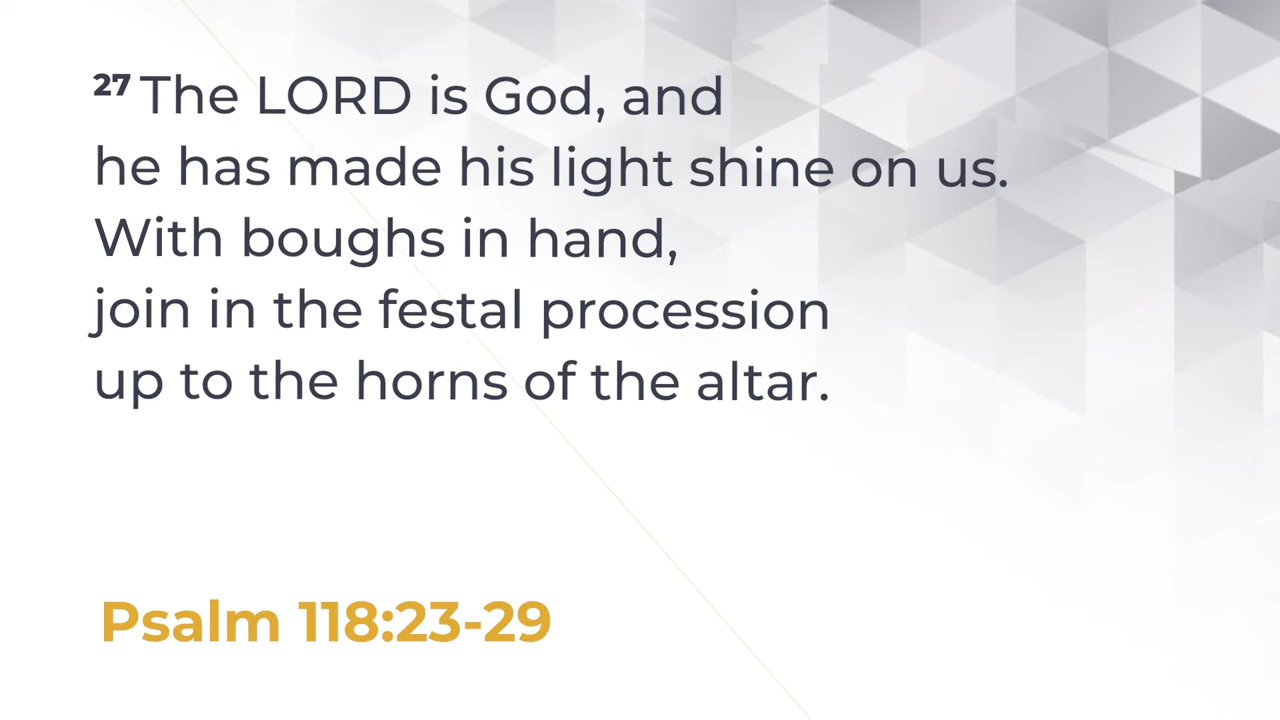 27 The LORD is God, and
he has made his light shine on us.
With boughs in hand,
join in the festal procession
up to the horns of the altar.
Psalm 118:23-29